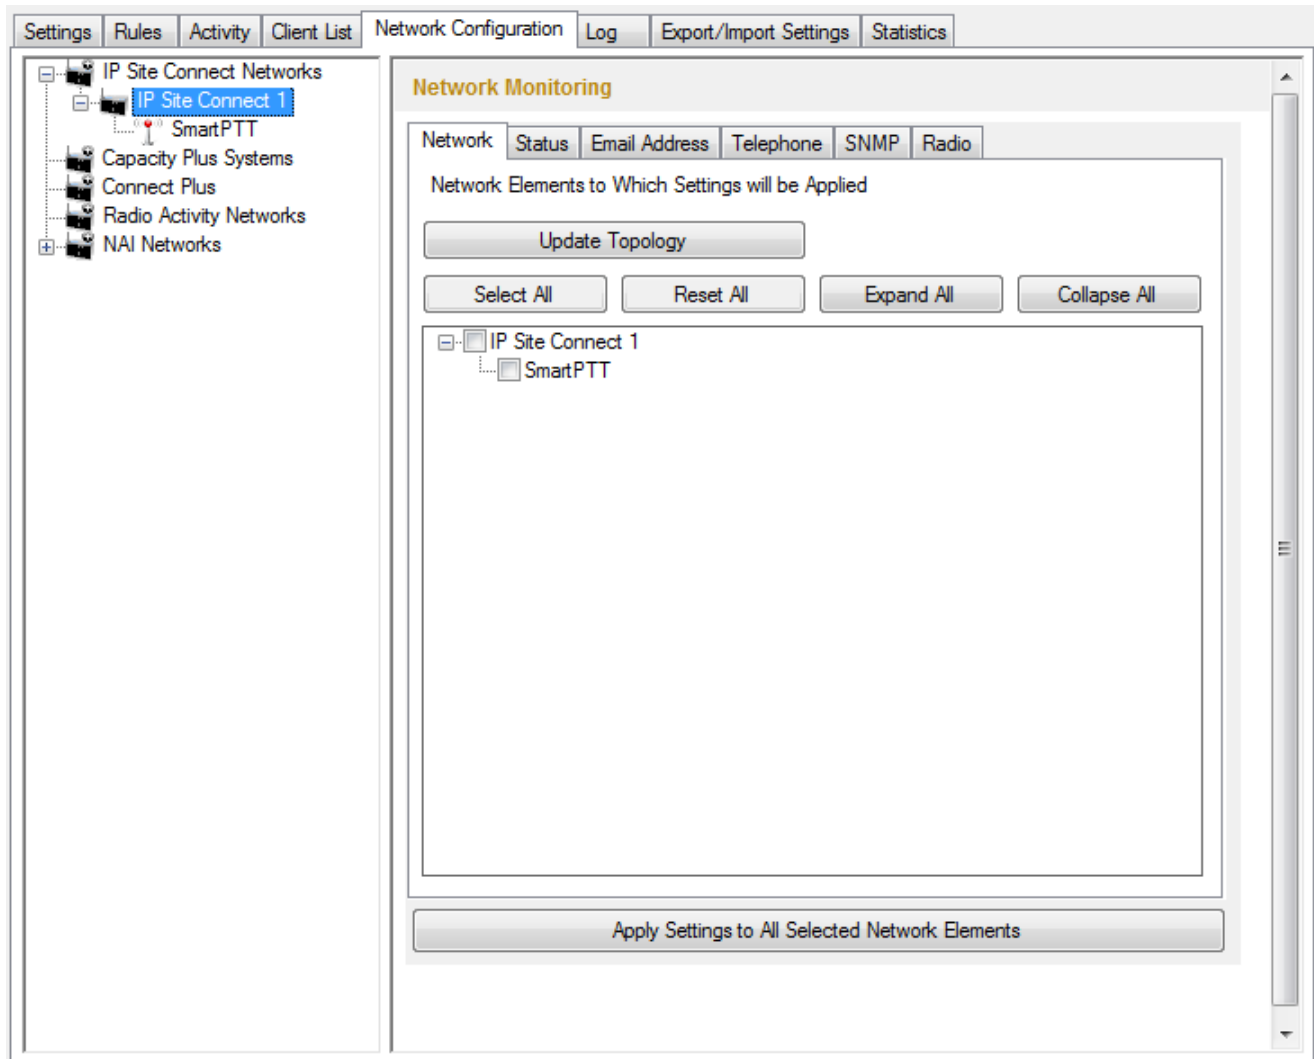 Settings Rules Activity Client List Network Configuration Log Export/Import Settings Statistics
IP Site Connect Networks
IP Site Connect 1
SmartPTT
Capacity Plus Systems
Connect Plus
Radio Activity Networks
NAI Networks
Network Monitoring
Network Status Email Address Telephone SNMP Radio
Network Elements to Which Settings will be Applied
Update Topology
Select All Reset All Expand All Collapse All
IP Site Connect 1
SmartPTT
Apply Settings to All Selected Network Elements